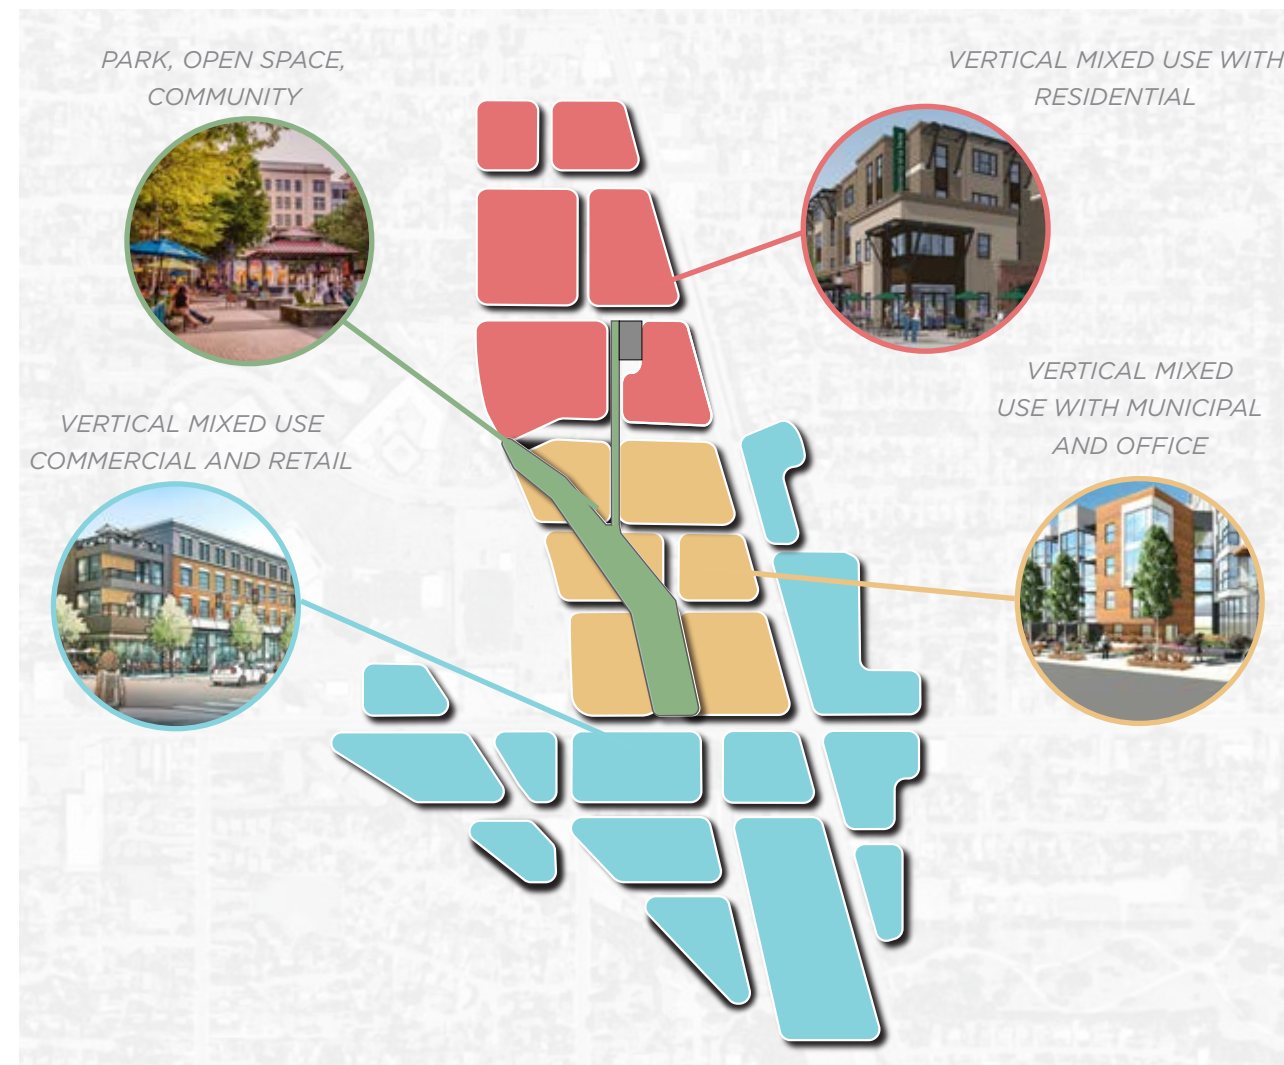 PARK, OPEN SPACE,
COMMUNITY
VERTICAL MIXED USE WITH
RESIDENTIAL
VERTICAL MIXED
USE WITH MUNICIPAL
AND OFFICE
VERTICAL MIXED USE
COMMERCIAL AND RETAIL